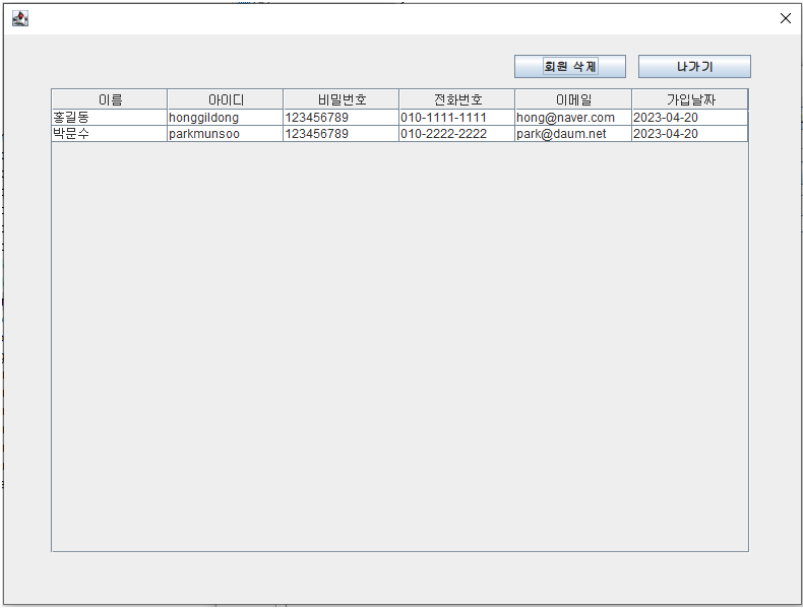 회원 삭제 나가기
이름 아이디 비밀번호 전화번호 이메일 가입날짜
홍길동 honggildong 123456789 010-1111-1111 hong@naver.com 2023-04-20
박문수 parkmunsoo 123456789 010-2222-2222 park@daum.net 2023-04-20